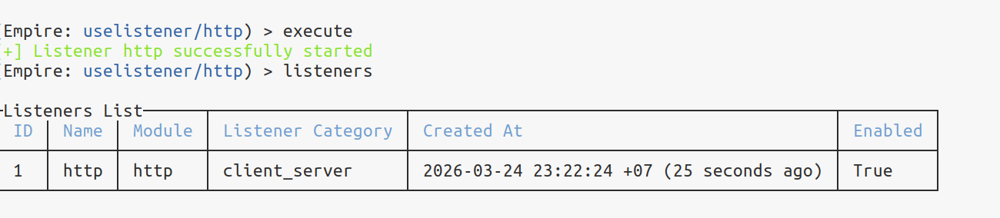 (Empire: uselistener/http) > execute
[+] Listener http successfully started
(Empire: uselistener/http) > listeners
Listeners List
ID Name Module Listener Category Created At Enabled
1 http http client_server 2026-03-24 23:22:24 +07 (25 seconds ago) True